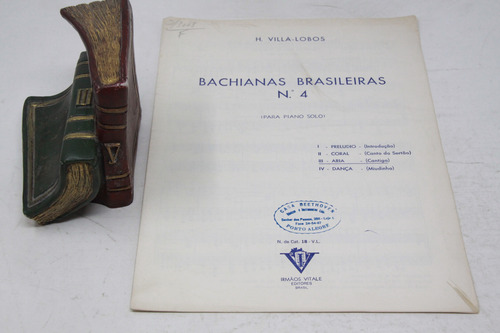 H. VILLA-LOBOS
BACHIANAS BRASILEIRAS
N.º 4
(PARA PIANO SOLO)
I - PRELUDIO - (Introdução)
II - CORAL - (Canto do Sertão)
III - ARIA - (Cantiga)
IV - DANÇA - (Miudinho)
CASA BEETHOVEN
PORTO ALEGRE
N. de Cat. 18 - V.L.
IRMÃOS VITALE
EDITORES
BRASIL
II
V